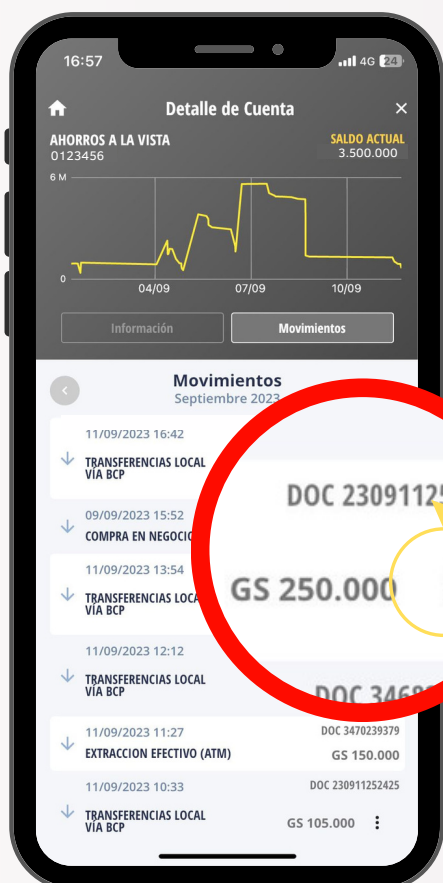 16:57
4G 24
Detalle de Cuenta ×
AHORROS A LA VISTA
0123456
SALDO ACTUAL
3.500.000
6 M
0
04/09 07/09 10/09
Información Movimientos
Movimientos
Septiembre 2023
11/09/2023 16:42
TRANSFERENCIAS LOCAL
VÍA BCP
09/09/2023 15:52
COMPRA EN NEGOCIO
DOC 2309112
GS 250.000
11/09/2023 13:54
TRANSFERENCIAS LOCA
VÍA BCP
11/09/2023 12:12
TRANSFERENCIAS LOCAL
VÍA BCP
DOC 346
11/09/2023 11:27
DOC 3470239379
EXTRACCION EFECTIVO (ATM)
GS 150.000
11/09/2023 10:33
DOC 230911252425
TRANSFERENCIAS LOCAL
VÍA BCP
GS 105.000